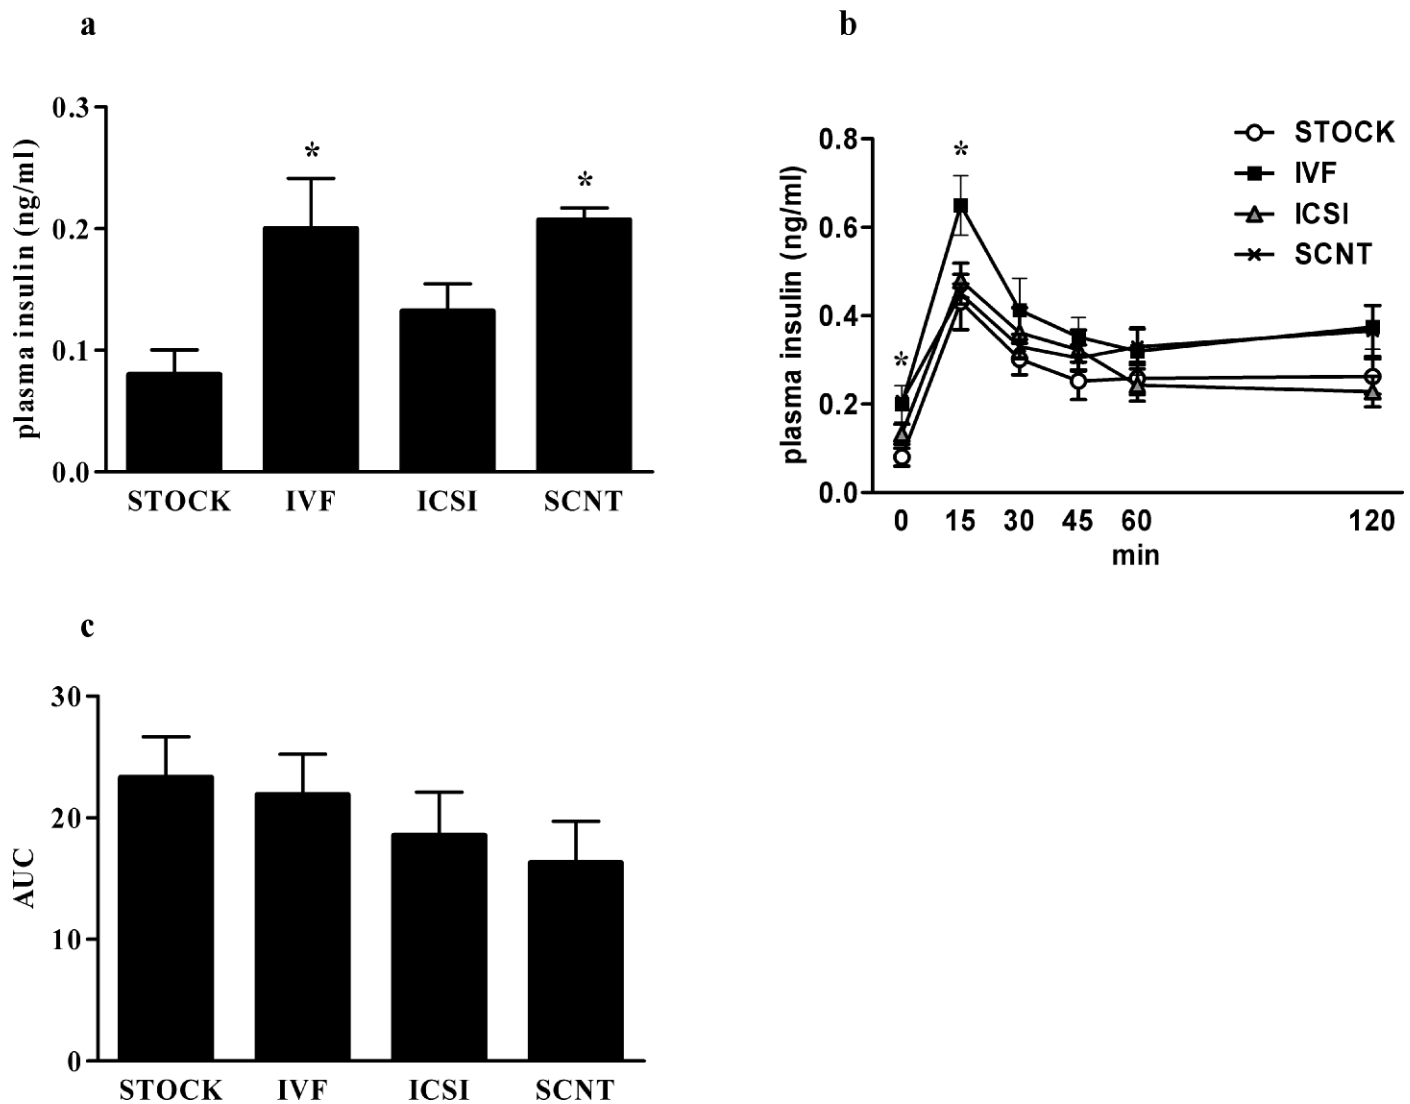 a
0.3
0.2
0.1
0.0
plasma insulin (ng/ml)
*
*
STOCK IVF ICSI SCNT
b
0.8
0.6
0.4
0.2
0.0
plasma insulin (ng/ml)
*
*
STOCK
IVF
ICSI
SCNT
0 15 30 45 60 120
min
c
30
20
10
0
AUC
STOCK IVF ICSI SCNT